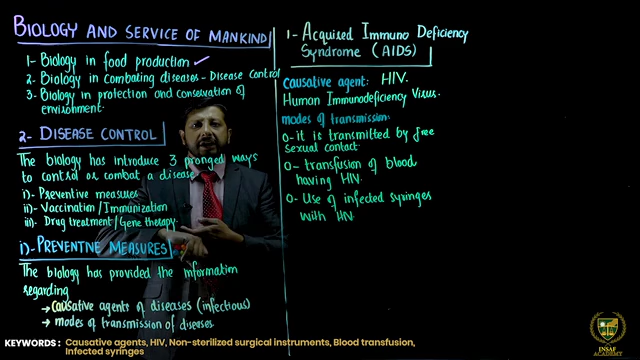 BIOLOGY AND SERVICE OF MANKIND
1- Biology in food production ✓
2- Biology in combating diseases - Disease control
3- Biology in protection and conservation of
environment.
2- DISEASE CONTROL
The biology has introduce 3 pronged ways
to control or combat a disease
i)- Preventive measures
ii)- Vaccination/Immunization
iii)- Drug treatment/Gene therapy.
i)- PREVENTIVE MEASURES
The biology has provided the information
regarding
→ Causative agents of diseases (infectious)
→ modes of transmission of diseases
1- Acquired Immuno Deficiency
Syndrome (AIDS)
Causative agent: HIV.
Human Immunodeficiency Virus.
modes of transmission:
0- it is transmitted by free
sexual contact.
0- transfusion of blood
having HIV.
0- Use of infected syringes
with HIV.
KEYWORDS : Causative agents, HIV, Non-sterilized surgical instruments, Blood transfusion,
Infected syringes
INSAF
ACADEMY